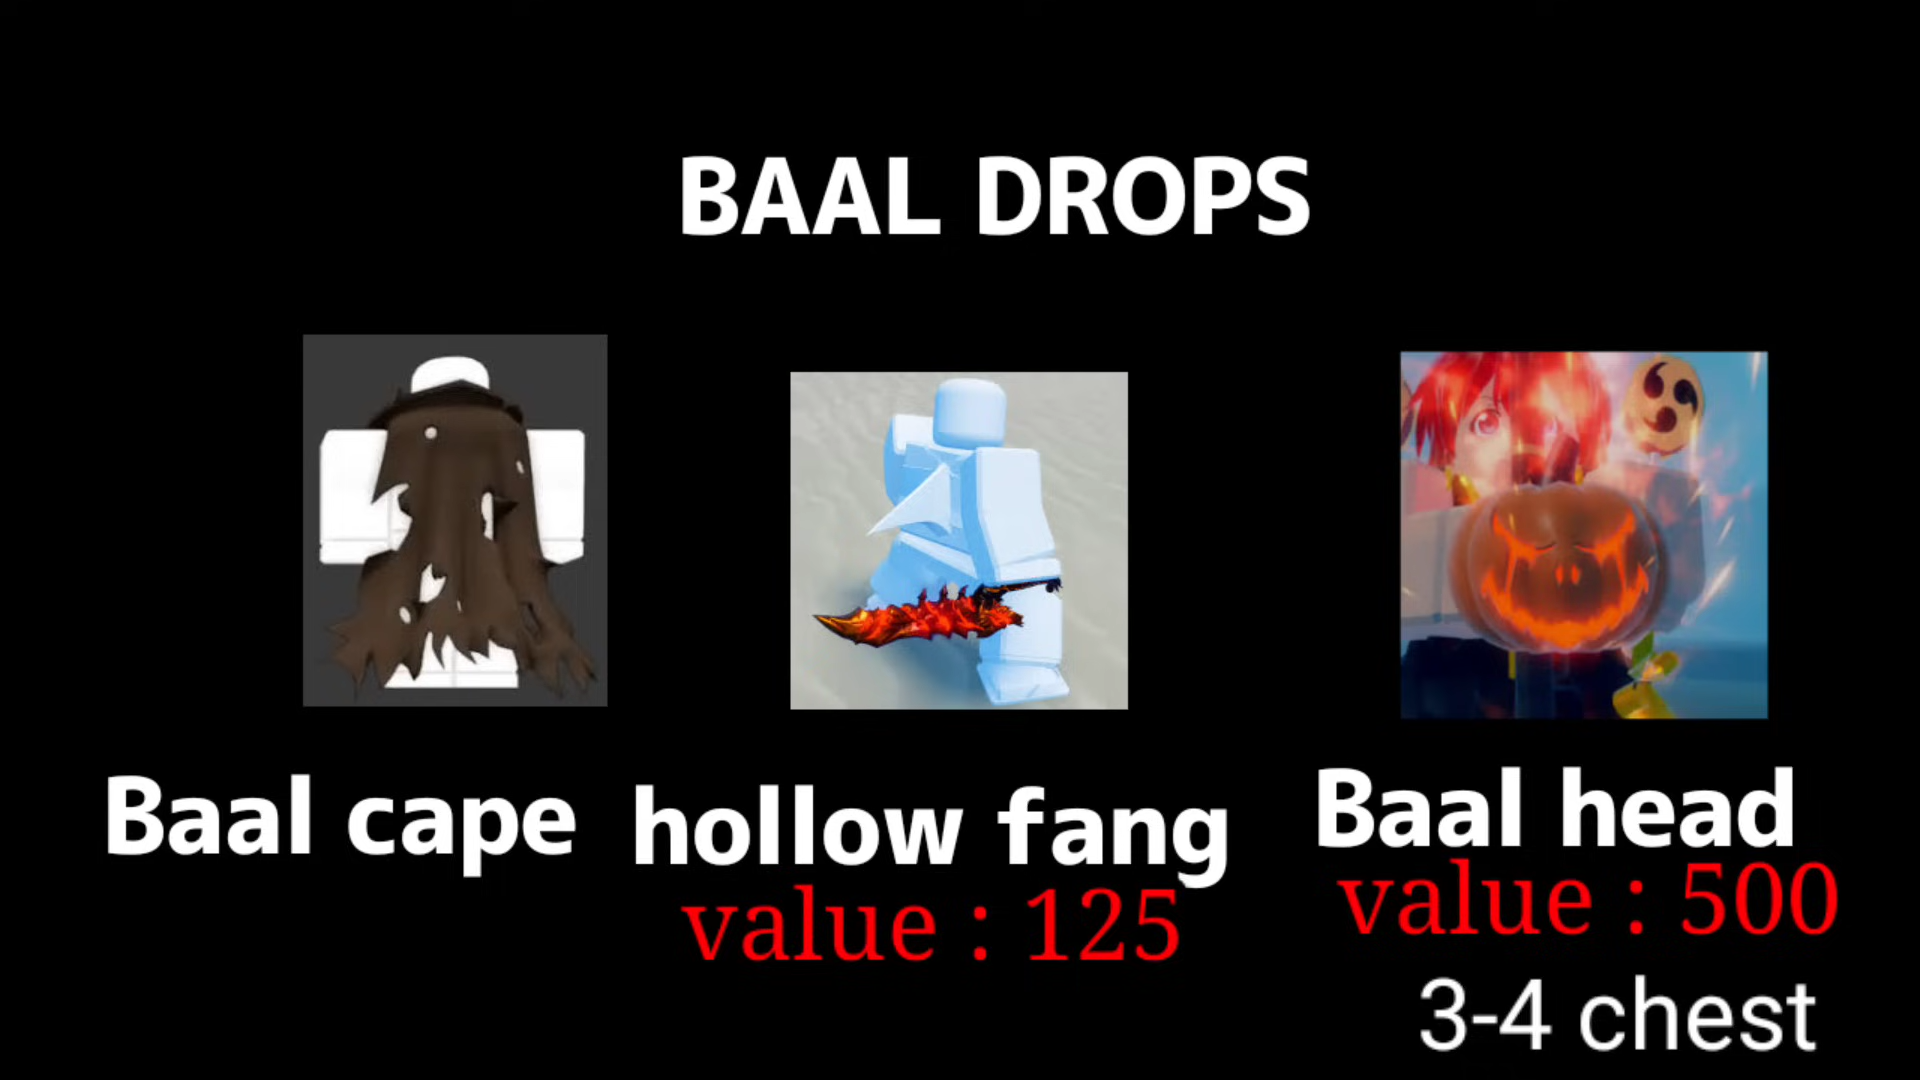 BAAL DROPS
Baal cape
hollow fang
value : 125
Baal head
value : 500
3-4 chest